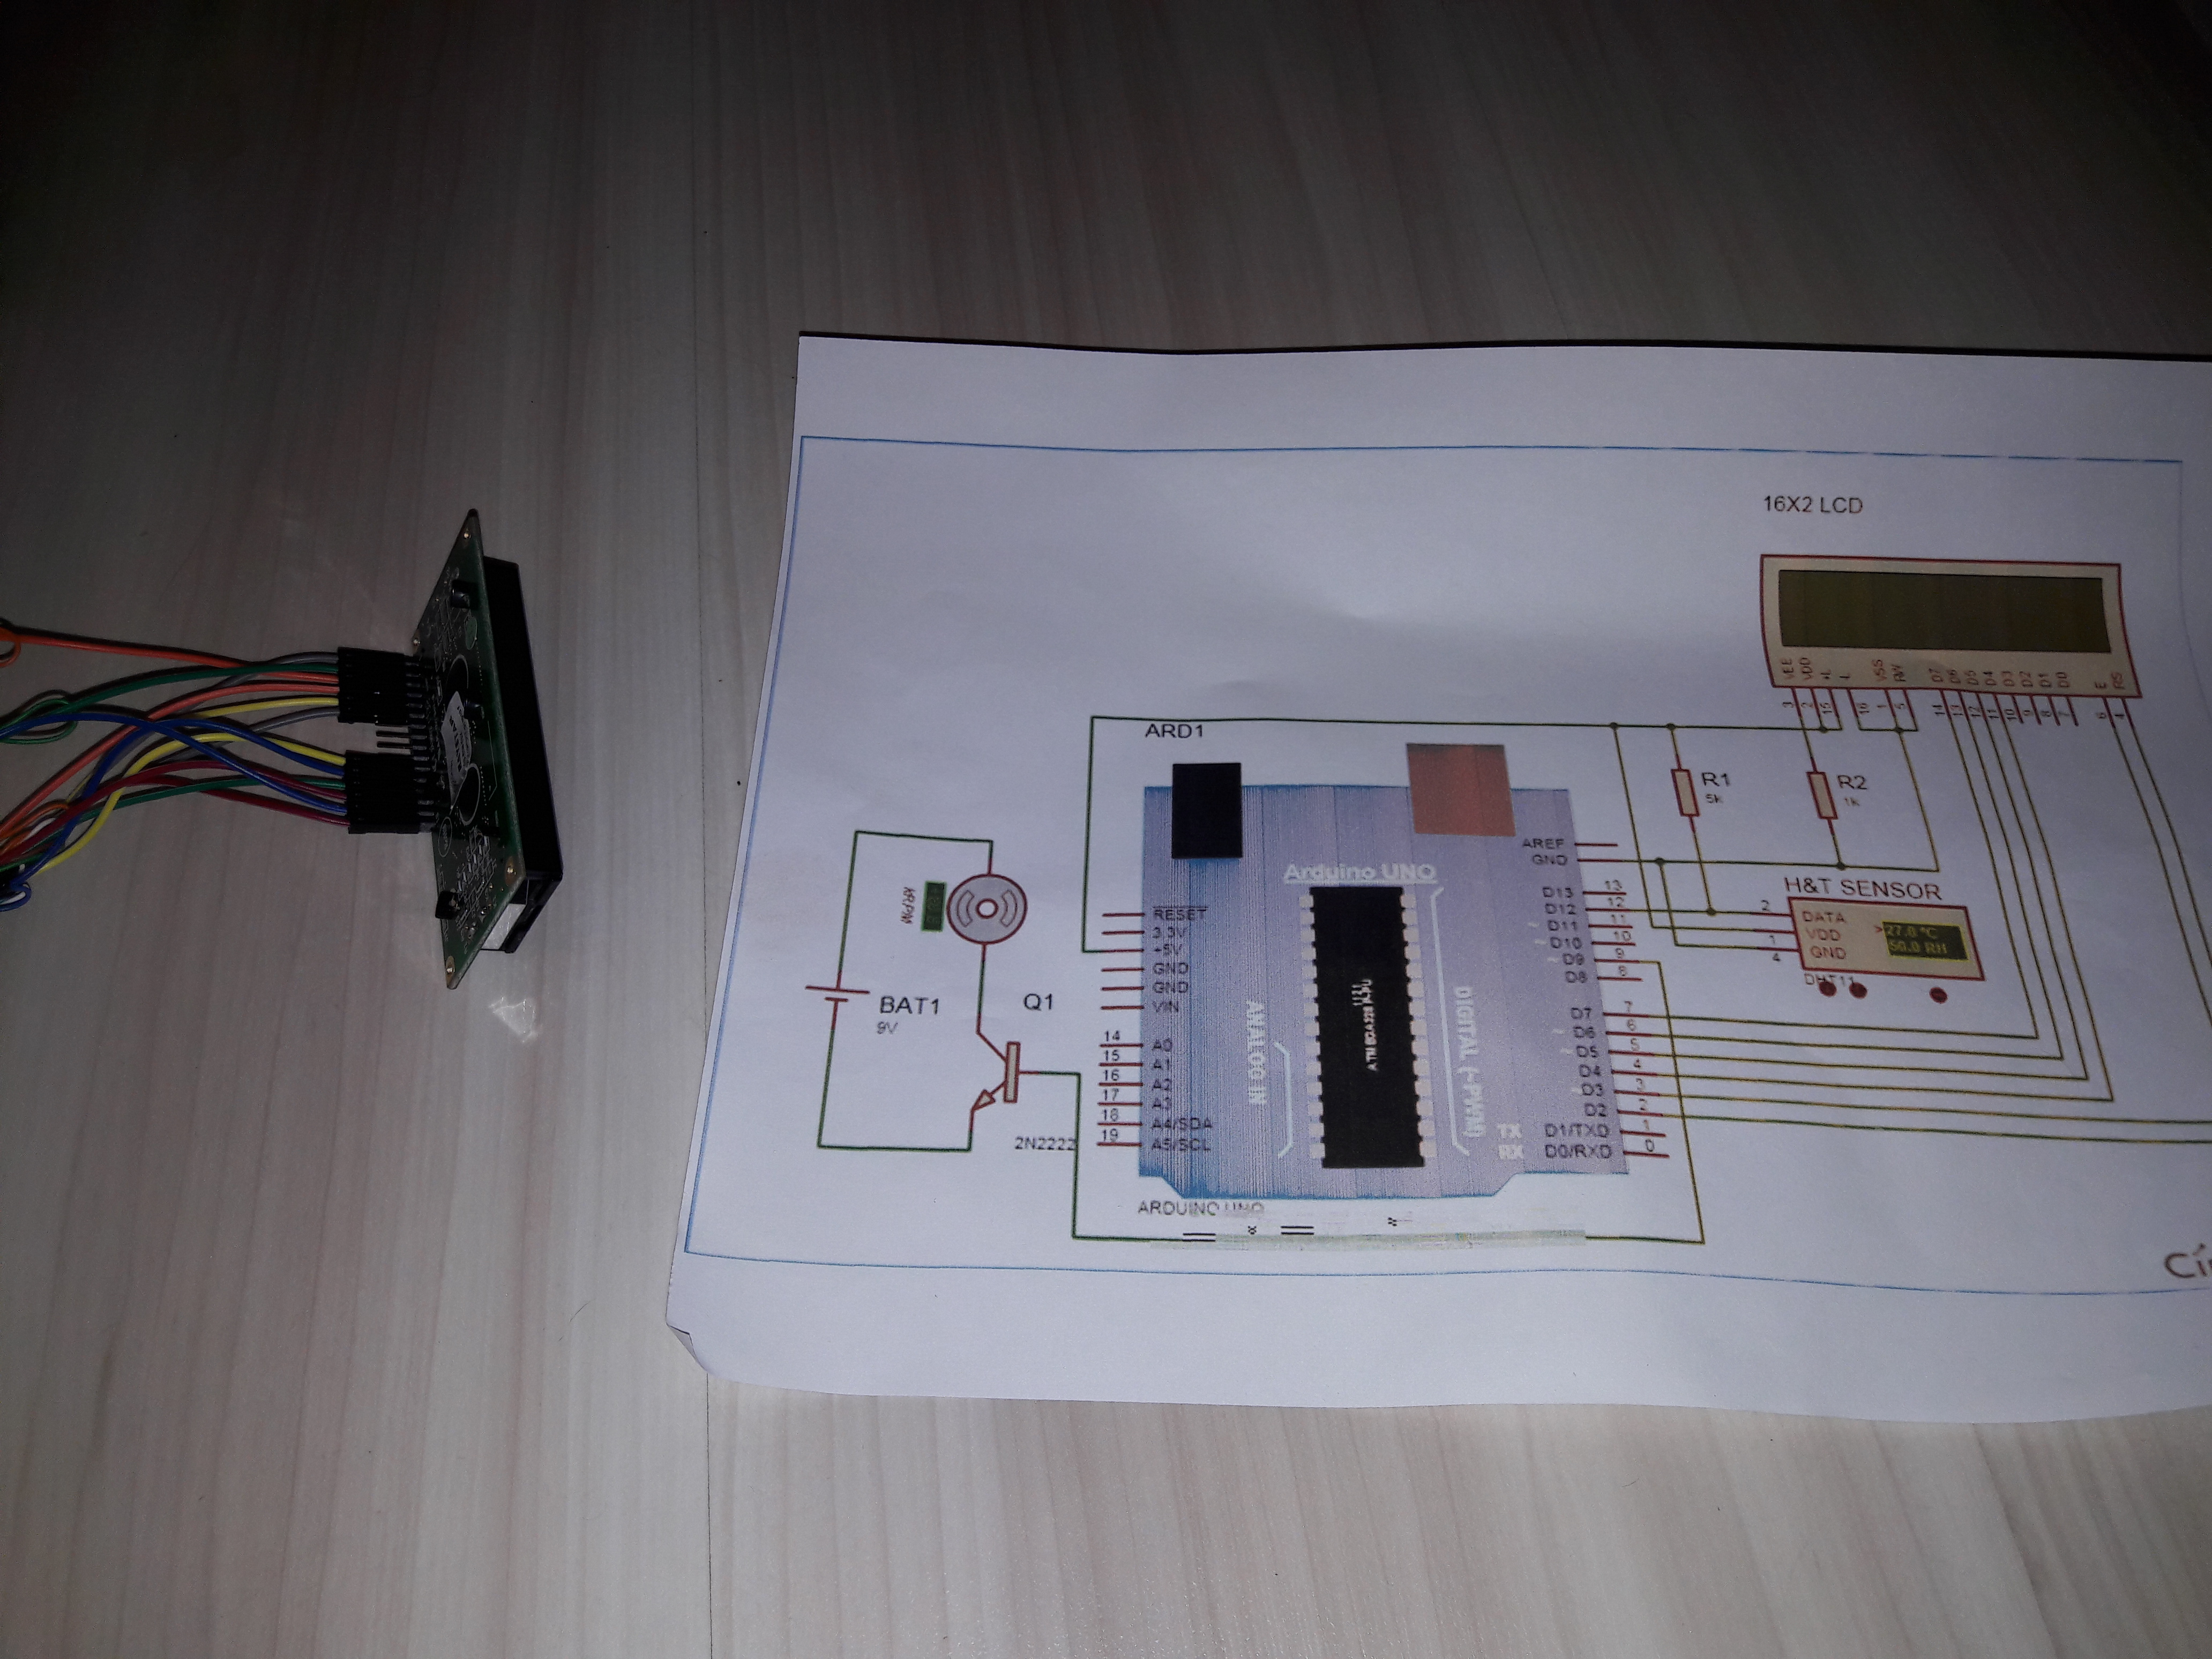 16X2 LCD
VEE
VDD
+L
-L
VSS
RW
D7
D6
D5
D4
D3
D2
D1
D0
E
RS
3
2
15
16
1
5
14
13
12
11
10
9
8
7
6
4
ARD1
R1
5k
R2
1k
Arduino UNO
AREF
GND
H&T SENSOR
DATA
VDD
GND
2
1
4
>27.0 °C
50.0 RH
DHT11
D13 13
D12 12
~ D11 11
~ D10 10
~ D9 9
D8 8
D7 7
~ D6 6
~ D5 5
D4 4
~ D3 3
D2 2
TX D1/TXD 1
RX D0/RXD 0
RESET
3.3V
+5V
GND
GND
VIN
14 A0
15 A1
16 A2
17 A3
18 A4/SDA
19 A5/SCL
ANALOG IN
DIGITAL (~PWM)
kRPM
BAT1
9V
Q1
2N2222
ARDUINO UNO